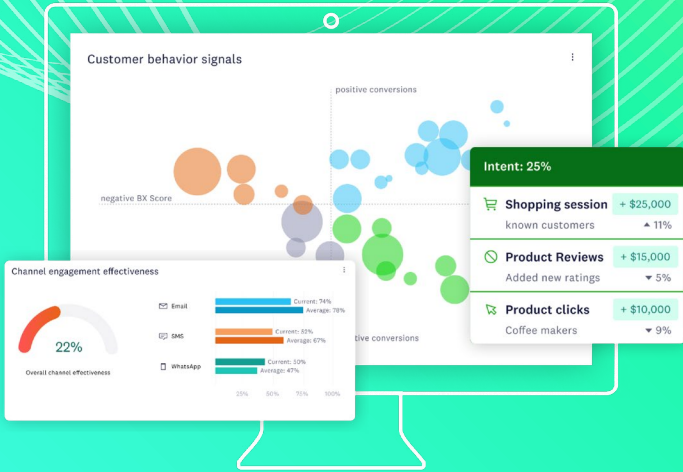 Customer behavior signals
positive conversions
negative BX Score
tive conversions
Intent: 25%
Shopping session + $25,000
known customers 11%
Product Reviews + $15,000
Added new ratings 5%
Product clicks + $10,000
Coffee makers 9%
Channel engagement effectiveness
22%
Overall channel effectiveness
Email
Current: 74%
Average: 78%
SMS
Average: 67%
WhatsApp
Current: 50%
Average: 47%
25% 50% 75% 100%